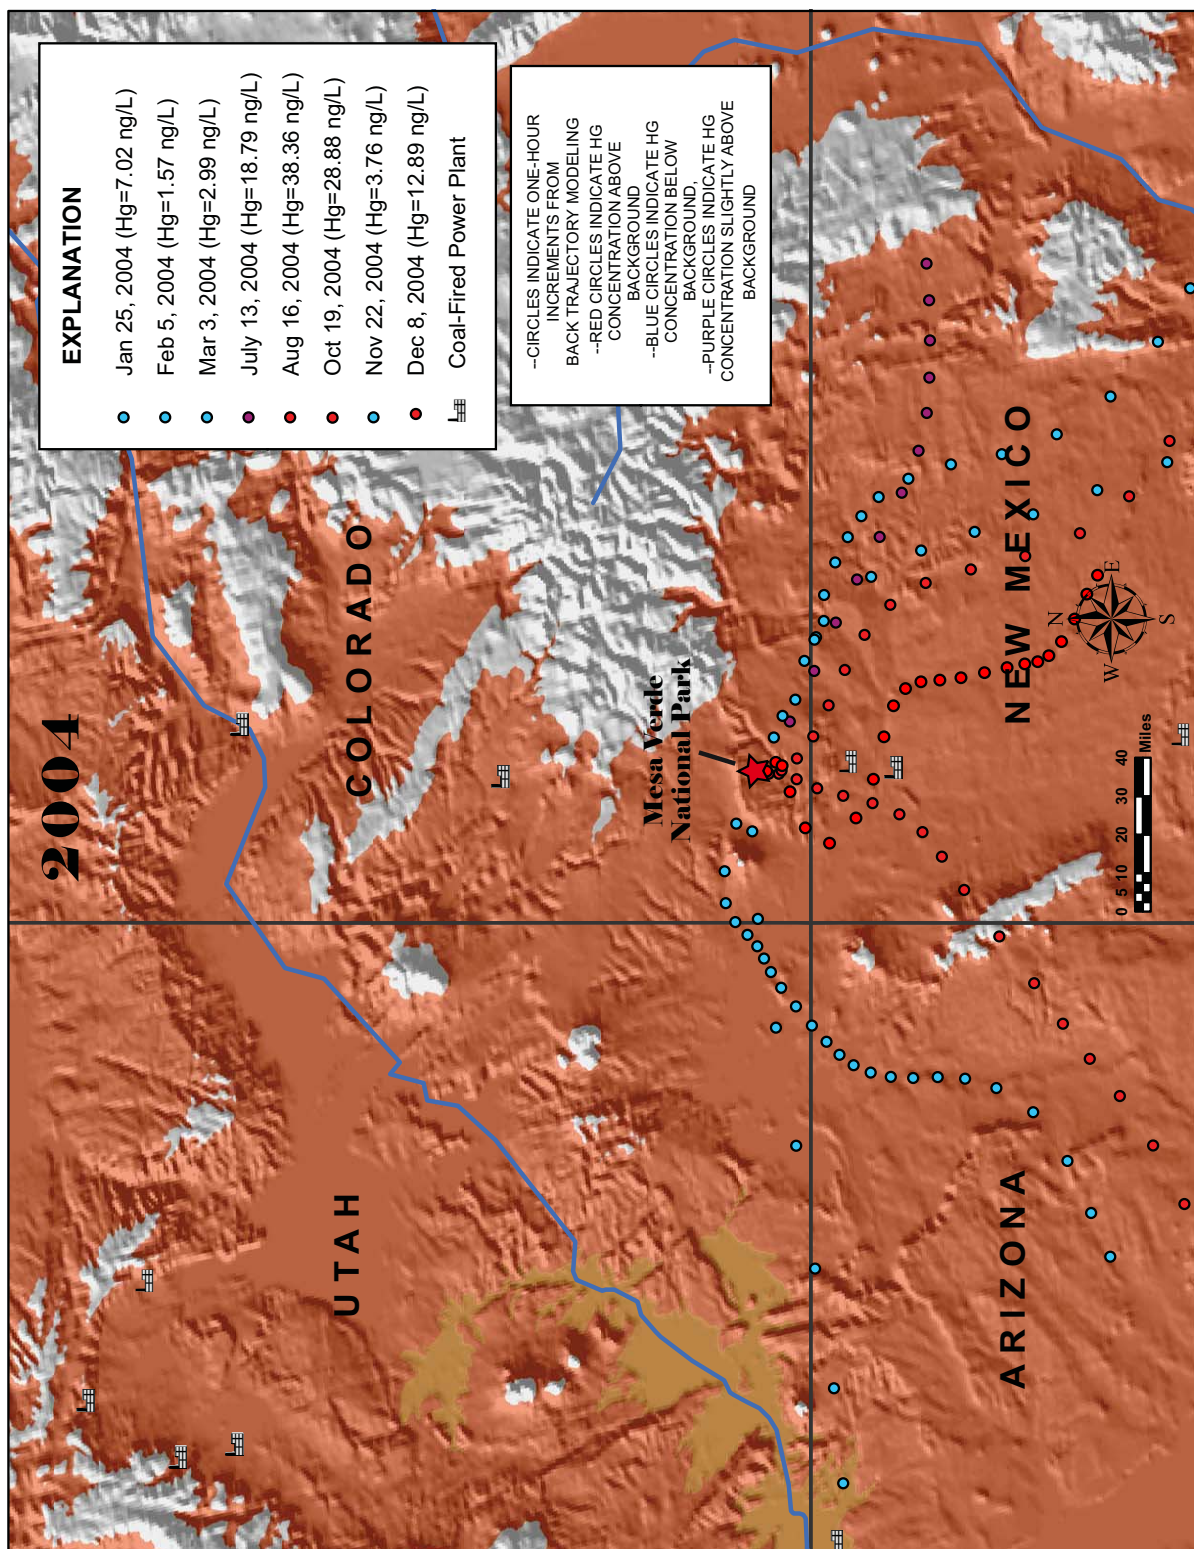 2004
EXPLANATION
Jan 25, 2004 (Hg=7.02 ng/L)
Feb 5, 2004 (Hg=1.57 ng/L)
Mar 3, 2004 (Hg=2.99 ng/L)
July 13, 2004 (Hg=18.79 ng/L)
Aug 16, 2004 (Hg=38.36 ng/L)
Oct 19, 2004 (Hg=28.88 ng/L)
Nov 22, 2004 (Hg=3.76 ng/L)
Dec 8, 2004 (Hg=12.89 ng/L)
Coal-Fired Power Plant
--CIRCLES INDICATE ONE-HOUR
INCREMENTS FROM
BACK TRAJECTORY MODELING
--RED CIRCLES INDICATE HG
CONCENTRATION ABOVE
BACKGROUND
--BLUE CIRCLES INDICATE HG
CONCENTRATION BELOW
BACKGROUND,
--PURPLE CIRCLES INDICATE HG
CONCENTRATION SLIGHTLY ABOVE
BACKGROUND
UTAH
COLORADO
Mesa Verde
National Park
ARIZONA
NEW MEXICO
N
W
E
S
0 5 10 20 30 40
Miles